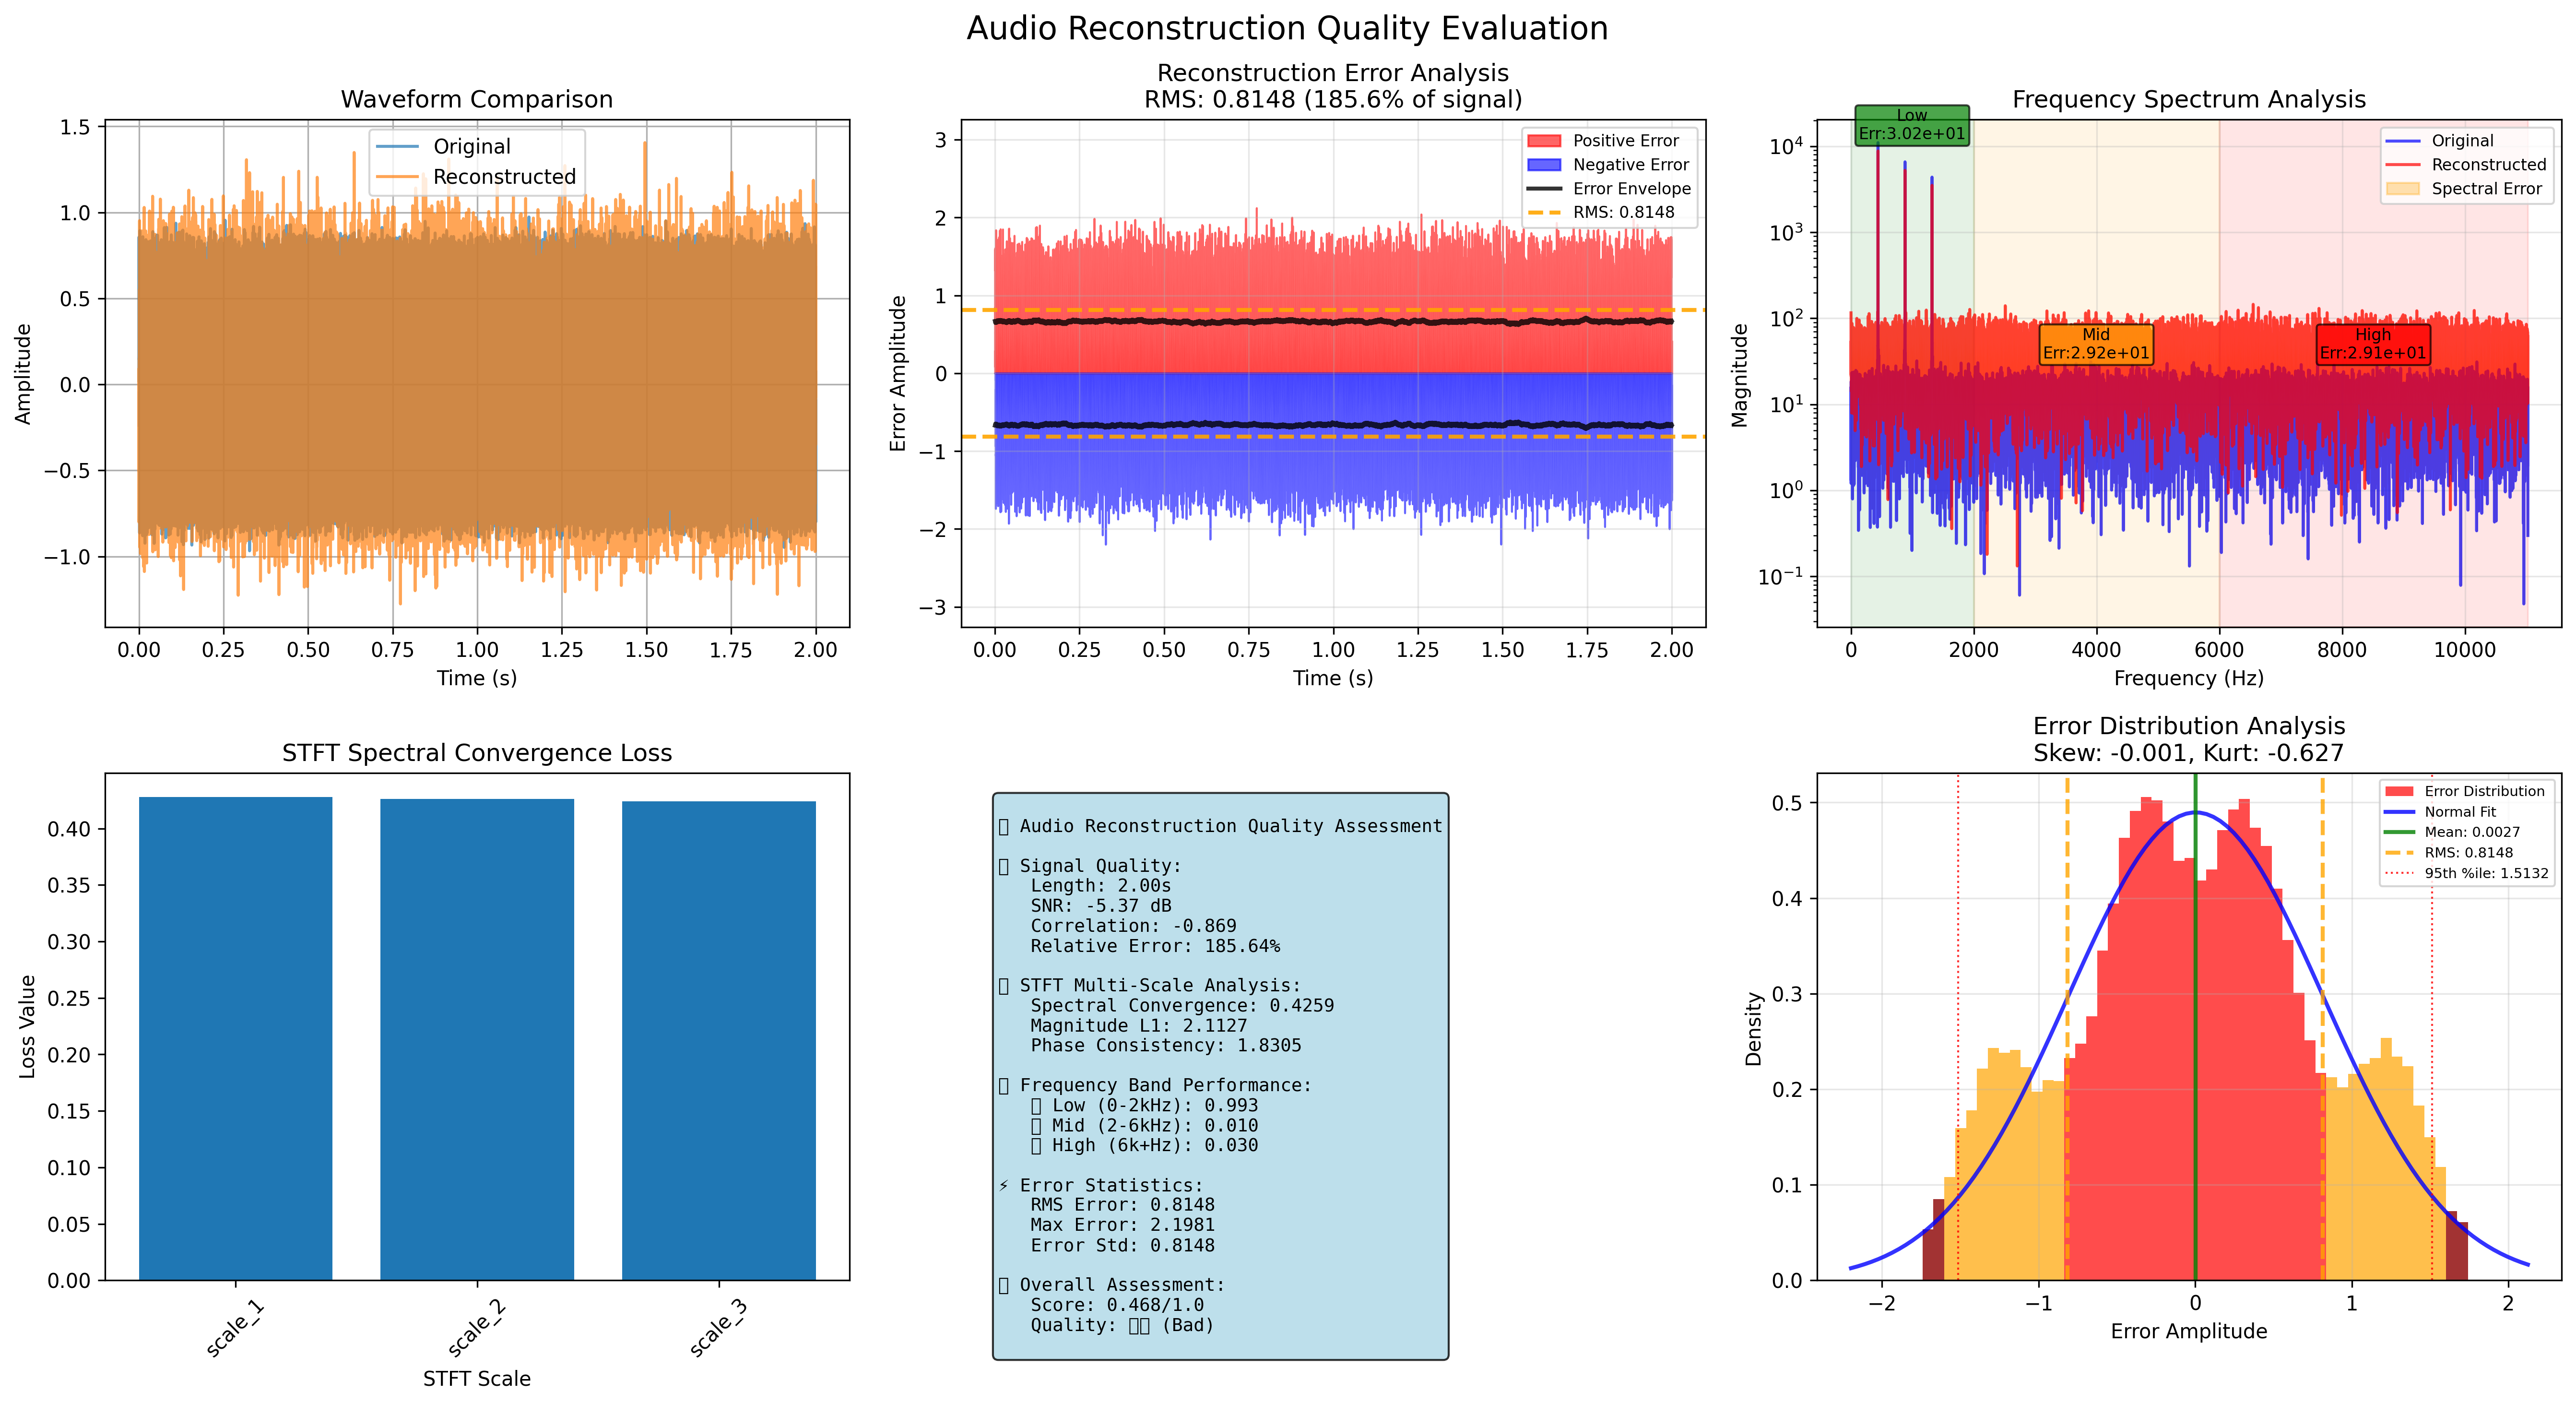 Audio Reconstruction Quality Evaluation
Waveform Comparison
Original
Reconstructed
1.5
1.0
0.5
0.0
−0.5
−1.0
Amplitude
0.00 0.25 0.50 0.75 1.00 1.25 1.50 1.75 2.00
Time (s)
Reconstruction Error Analysis
RMS: 0.8148 (185.6% of signal)
Positive Error
Negative Error
Error Envelope
RMS: 0.8148
3
2
1
0
−1
−2
−3
Error Amplitude
0.00 0.25 0.50 0.75 1.00 1.25 1.50 1.75 2.00
Time (s)
Frequency Spectrum Analysis
Low
Err:3.02e+01
Mid
Err:2.92e+01
High
Err:2.91e+01
Original
Reconstructed
Spectral Error
10⁴
10³
10²
10¹
10⁰
10⁻¹
Magnitude
0 2000 4000 6000 8000 10000
Frequency (Hz)
STFT Spectral Convergence Loss
0.40
0.35
0.30
0.25
0.20
0.15
0.10
0.05
0.00
Loss Value
scale_1 scale_2 scale_3
STFT Scale
Audio Reconstruction Quality Assessment
Signal Quality:
Length: 2.00s
SNR: -5.37 dB
Correlation: -0.869
Relative Error: 185.64%
STFT Multi-Scale Analysis:
Spectral Convergence: 0.4259
Magnitude L1: 2.1127
Phase Consistency: 1.8305
Frequency Band Performance:
Low (0-2kHz): 0.993
Mid (2-6kHz): 0.010
High (6k+Hz): 0.030
⚡ Error Statistics:
RMS Error: 0.8148
Max Error: 2.1981
Error Std: 0.8148
Overall Assessment:
Score: 0.468/1.0
Quality: (Bad)
Error Distribution Analysis
Skew: -0.001, Kurt: -0.627
Error Distribution
Normal Fit
Mean: 0.0027
RMS: 0.8148
95th %ile: 1.5132
0.5
0.4
0.3
0.2
0.1
0.0
Density
−2 −1 0 1 2
Error Amplitude